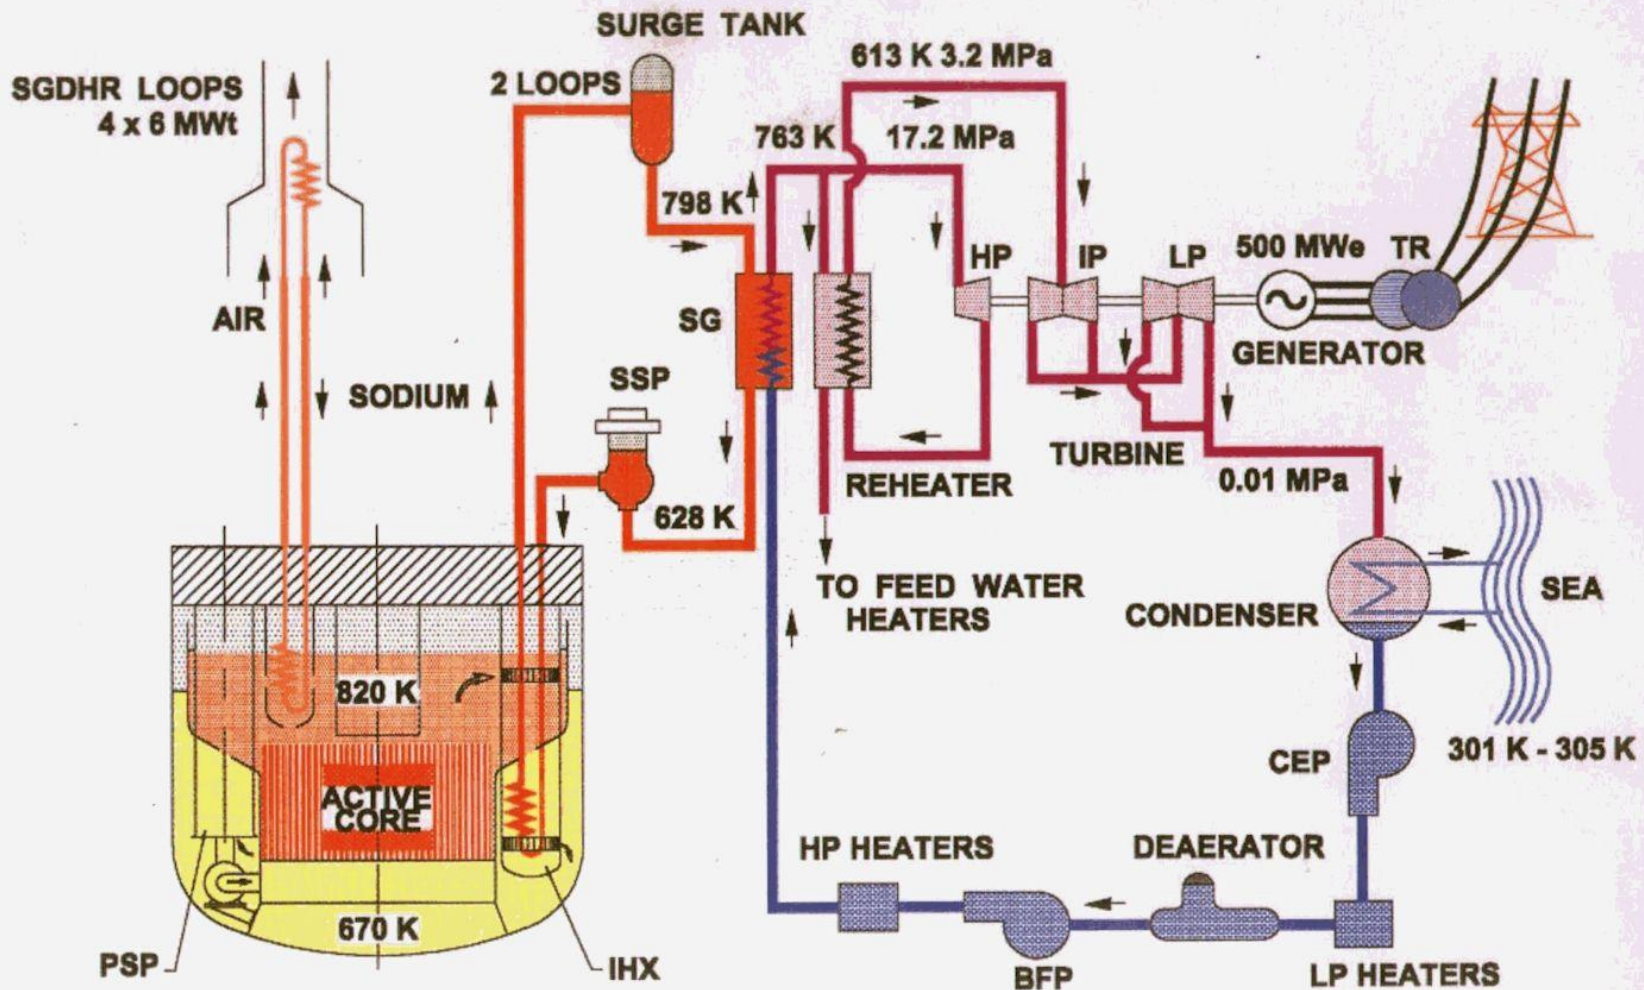 SURGE TANK
SGDHR LOOPS
4 x 6 MWt
2 LOOPS
613 K 3.2 MPa
763 K
17.2 MPa
798 K
HP
IP
LP
500 MWe
TR
AIR
SG
GENERATOR
SODIUM
SSP
TURBINE
REHEATER
0.01 MPa
628 K
TO FEED WATER
HEATERS
CONDENSER
SEA
820 K
CEP
301 K - 305 K
ACTIVE
CORE
HP HEATERS
DEAERATOR
670 K
PSP
IHX
BFP
LP HEATERS